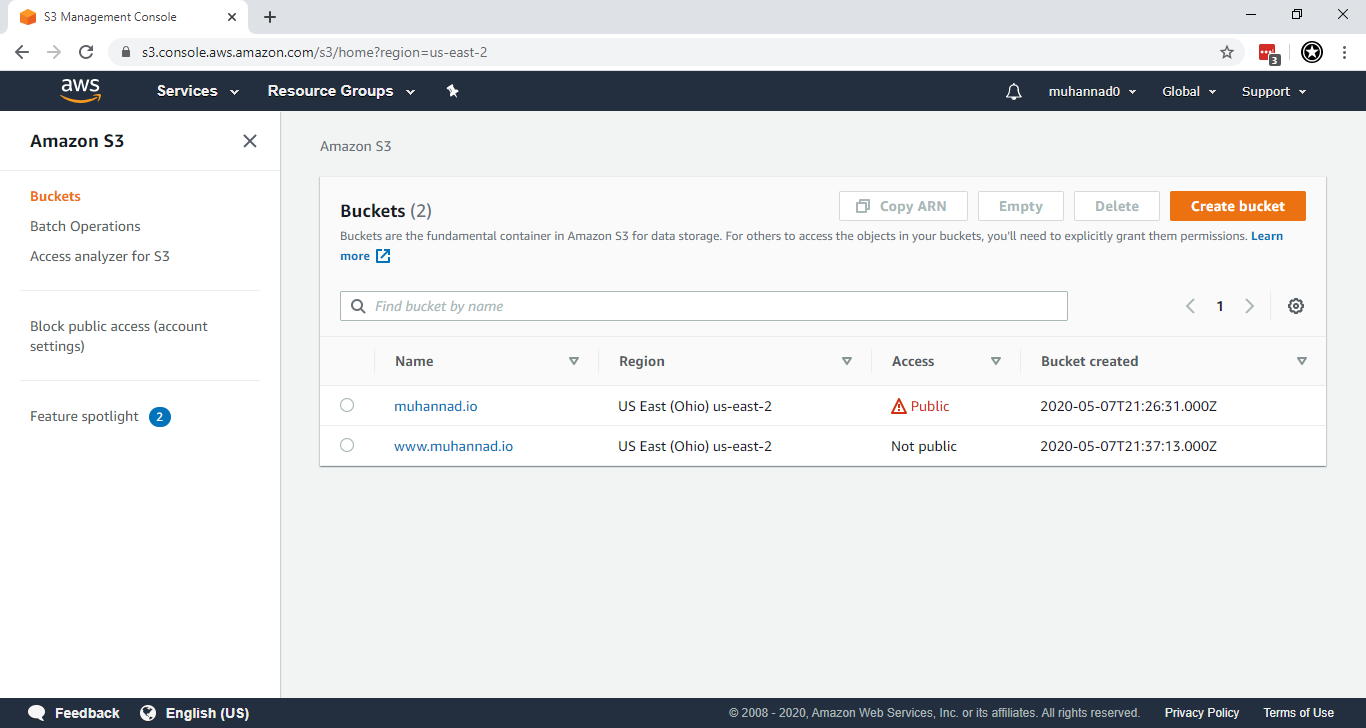 S3 Management Console
s3.console.aws.amazon.com/s3/home?region=us-east-2
3
aws
Services
Resource Groups
muhannad0
Global
Support
Amazon S3
Buckets
Batch Operations
Access analyzer for S3
Block public access (account
settings)
Feature spotlight 2
Amazon S3
Buckets (2)
Copy ARN
Empty
Delete
Create bucket
Buckets are the fundamental container in Amazon S3 for data storage. For others to access the objects in your buckets, you'll need to explicitly grant them permissions. Learn
more
Find bucket by name
1
Name Region Access Bucket created
muhannad.io US East (Ohio) us-east-2 Public 2020-05-07T21:26:31.000Z
www.muhannad.io US East (Ohio) us-east-2 Not public 2020-05-07T21:37:13.000Z
Feedback
English (US)
© 2008 - 2020, Amazon Web Services, Inc. or its affiliates. All rights reserved.
Privacy Policy
Terms of Use